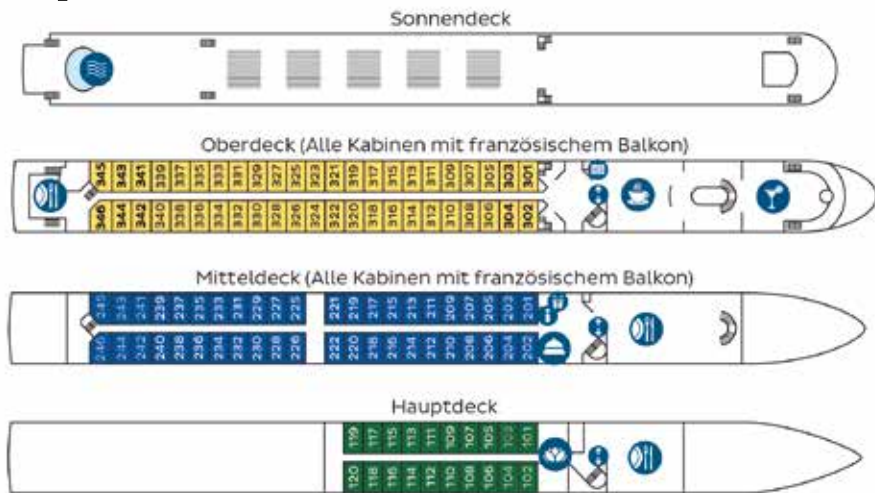 Sonnendeck
Oberdeck (Alle Kabinen mit französischem Balkon)
345 343 341 339 337 335 333 331 329 327 325 323 321 319 317 315 313 311 309 307 305 303 301
346 344 342 340 338 336 334 332 330 328 326 324 322 320 318 316 314 312 310 308 306 304 302
Mitteldeck (Alle Kabinen mit französischem Balkon)
245 243 241 239 237 235 233 231 229 227 225 221 219 217 215 213 211 209 207 205 203 201
246 244 242 240 238 236 234 232 230 228 226 222 220 218 216 214 212 210 208 206 204 202
Hauptdeck
119 117 115 113 111 109 107 105 103 101
120 118 116 114 112 110 108 106 104 102